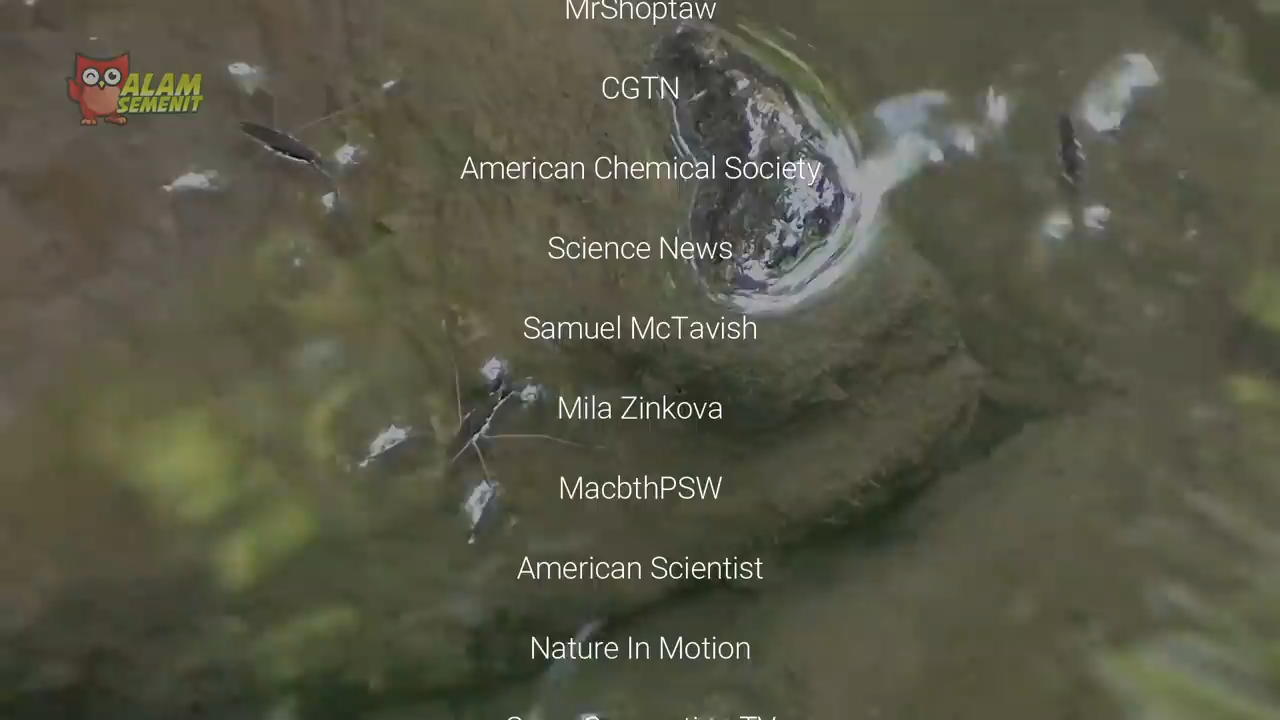 MrShoptaw
ALAM
SEMENIT
CGTN
American Chemical Society
Science News
Samuel McTavish
Mila Zinkova
MacbthPSW
American Scientist
Nature In Motion